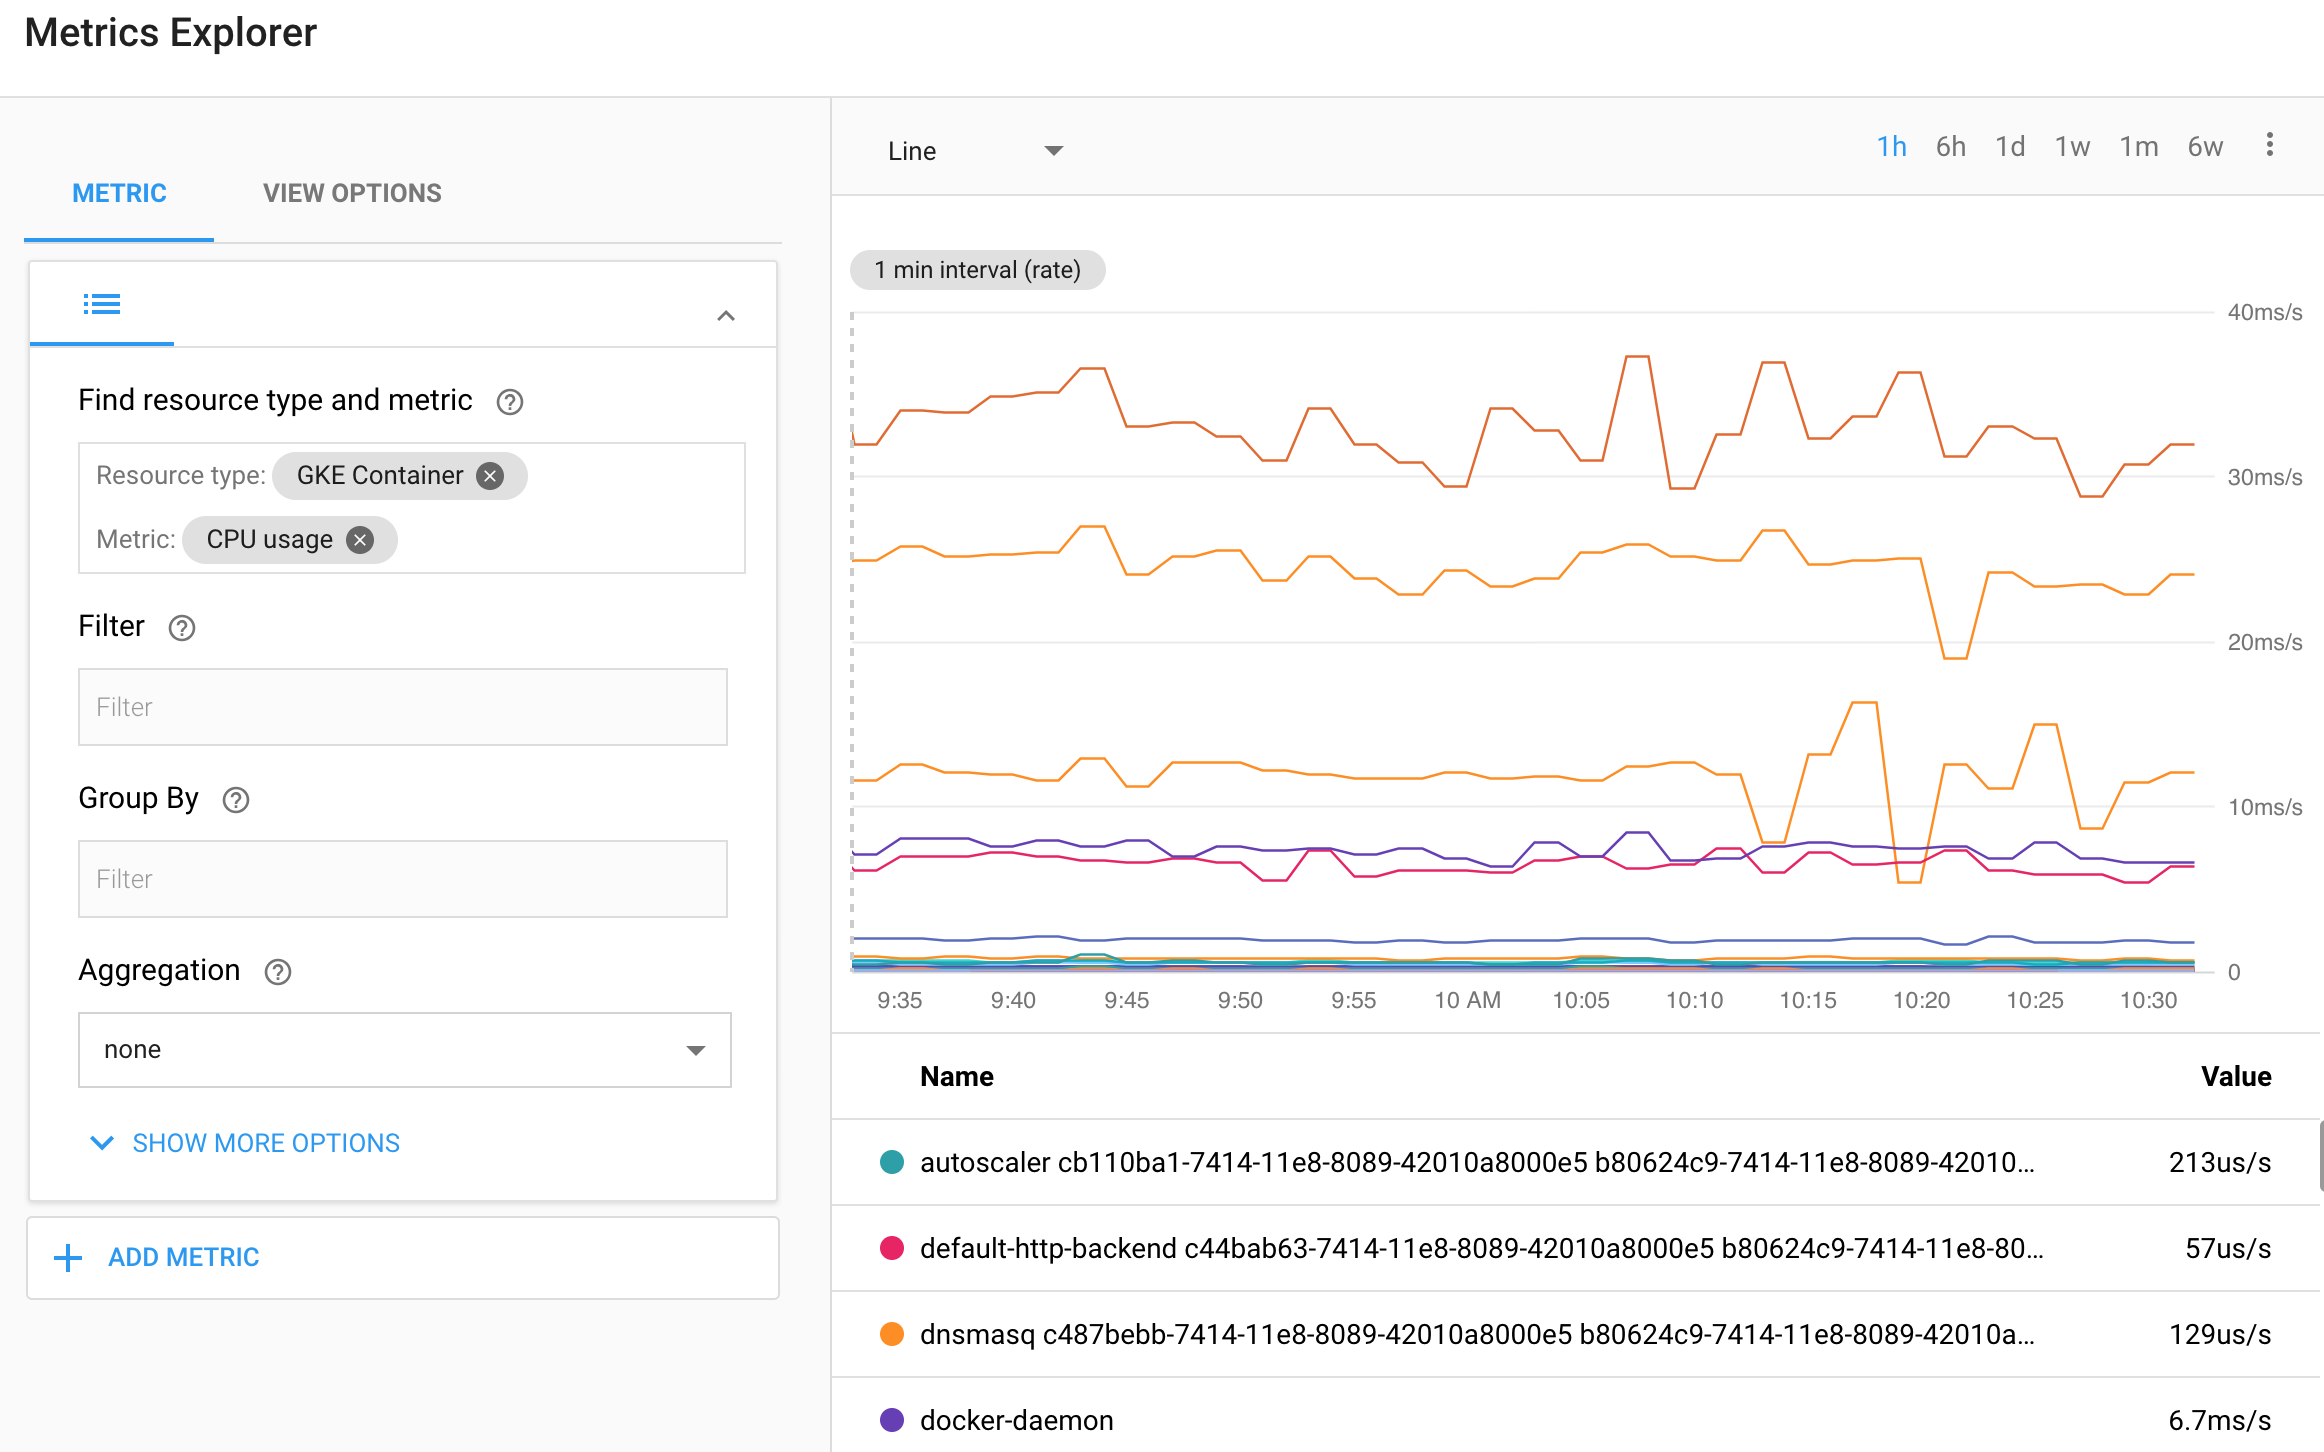 Metrics Explorer
METRIC VIEW OPTIONS
Find resource type and metric
Resource type: GKE Container
Metric: CPU usage
Filter
Filter
Group By
Filter
Aggregation
none
SHOW MORE OPTIONS
ADD METRIC
Line 1h 6h 1d 1w 1m 6w
1 min interval (rate)
40ms/s
30ms/s
20ms/s
10ms/s
0
9:35 9:40 9:45 9:50 9:55 10 AM 10:05 10:10 10:15 10:20 10:25 10:30
Name Value
autoscaler cb110ba1-7414-11e8-8089-42010a8000e5 b80624c9-7414-11e8-8089-42010... 213us/s
default-http-backend c44bab63-7414-11e8-8089-42010a8000e5 b80624c9-7414-11e8-80... 57us/s
dnsmasq c487bebb-7414-11e8-8089-42010a8000e5 b80624c9-7414-11e8-8089-42010a... 129us/s
docker-daemon 6.7ms/s